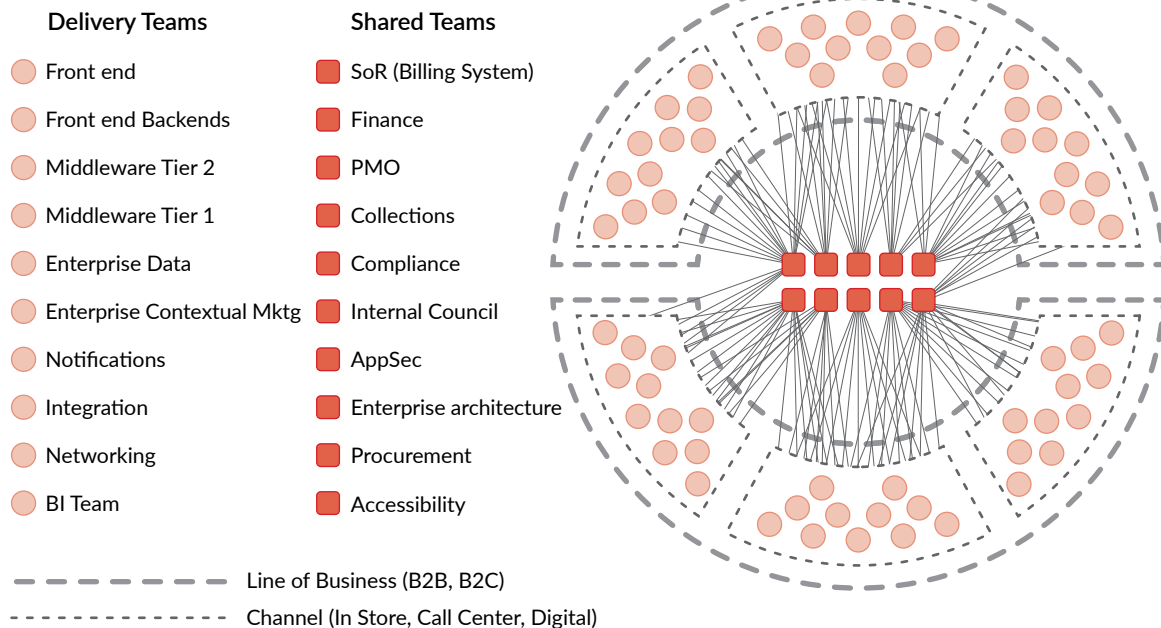 Delivery Teams
Front end
Front end Backends
Middleware Tier 2
Middleware Tier 1
Enterprise Data
Enterprise Contextual Mktg
Notifications
Integration
Networking
BI Team
Shared Teams
SoR (Billing System)
Finance
PMO
Collections
Compliance
Internal Council
AppSec
Enterprise architecture
Procurement
Accessibility
Line of Business (B2B, B2C)
Channel (In Store, Call Center, Digital)